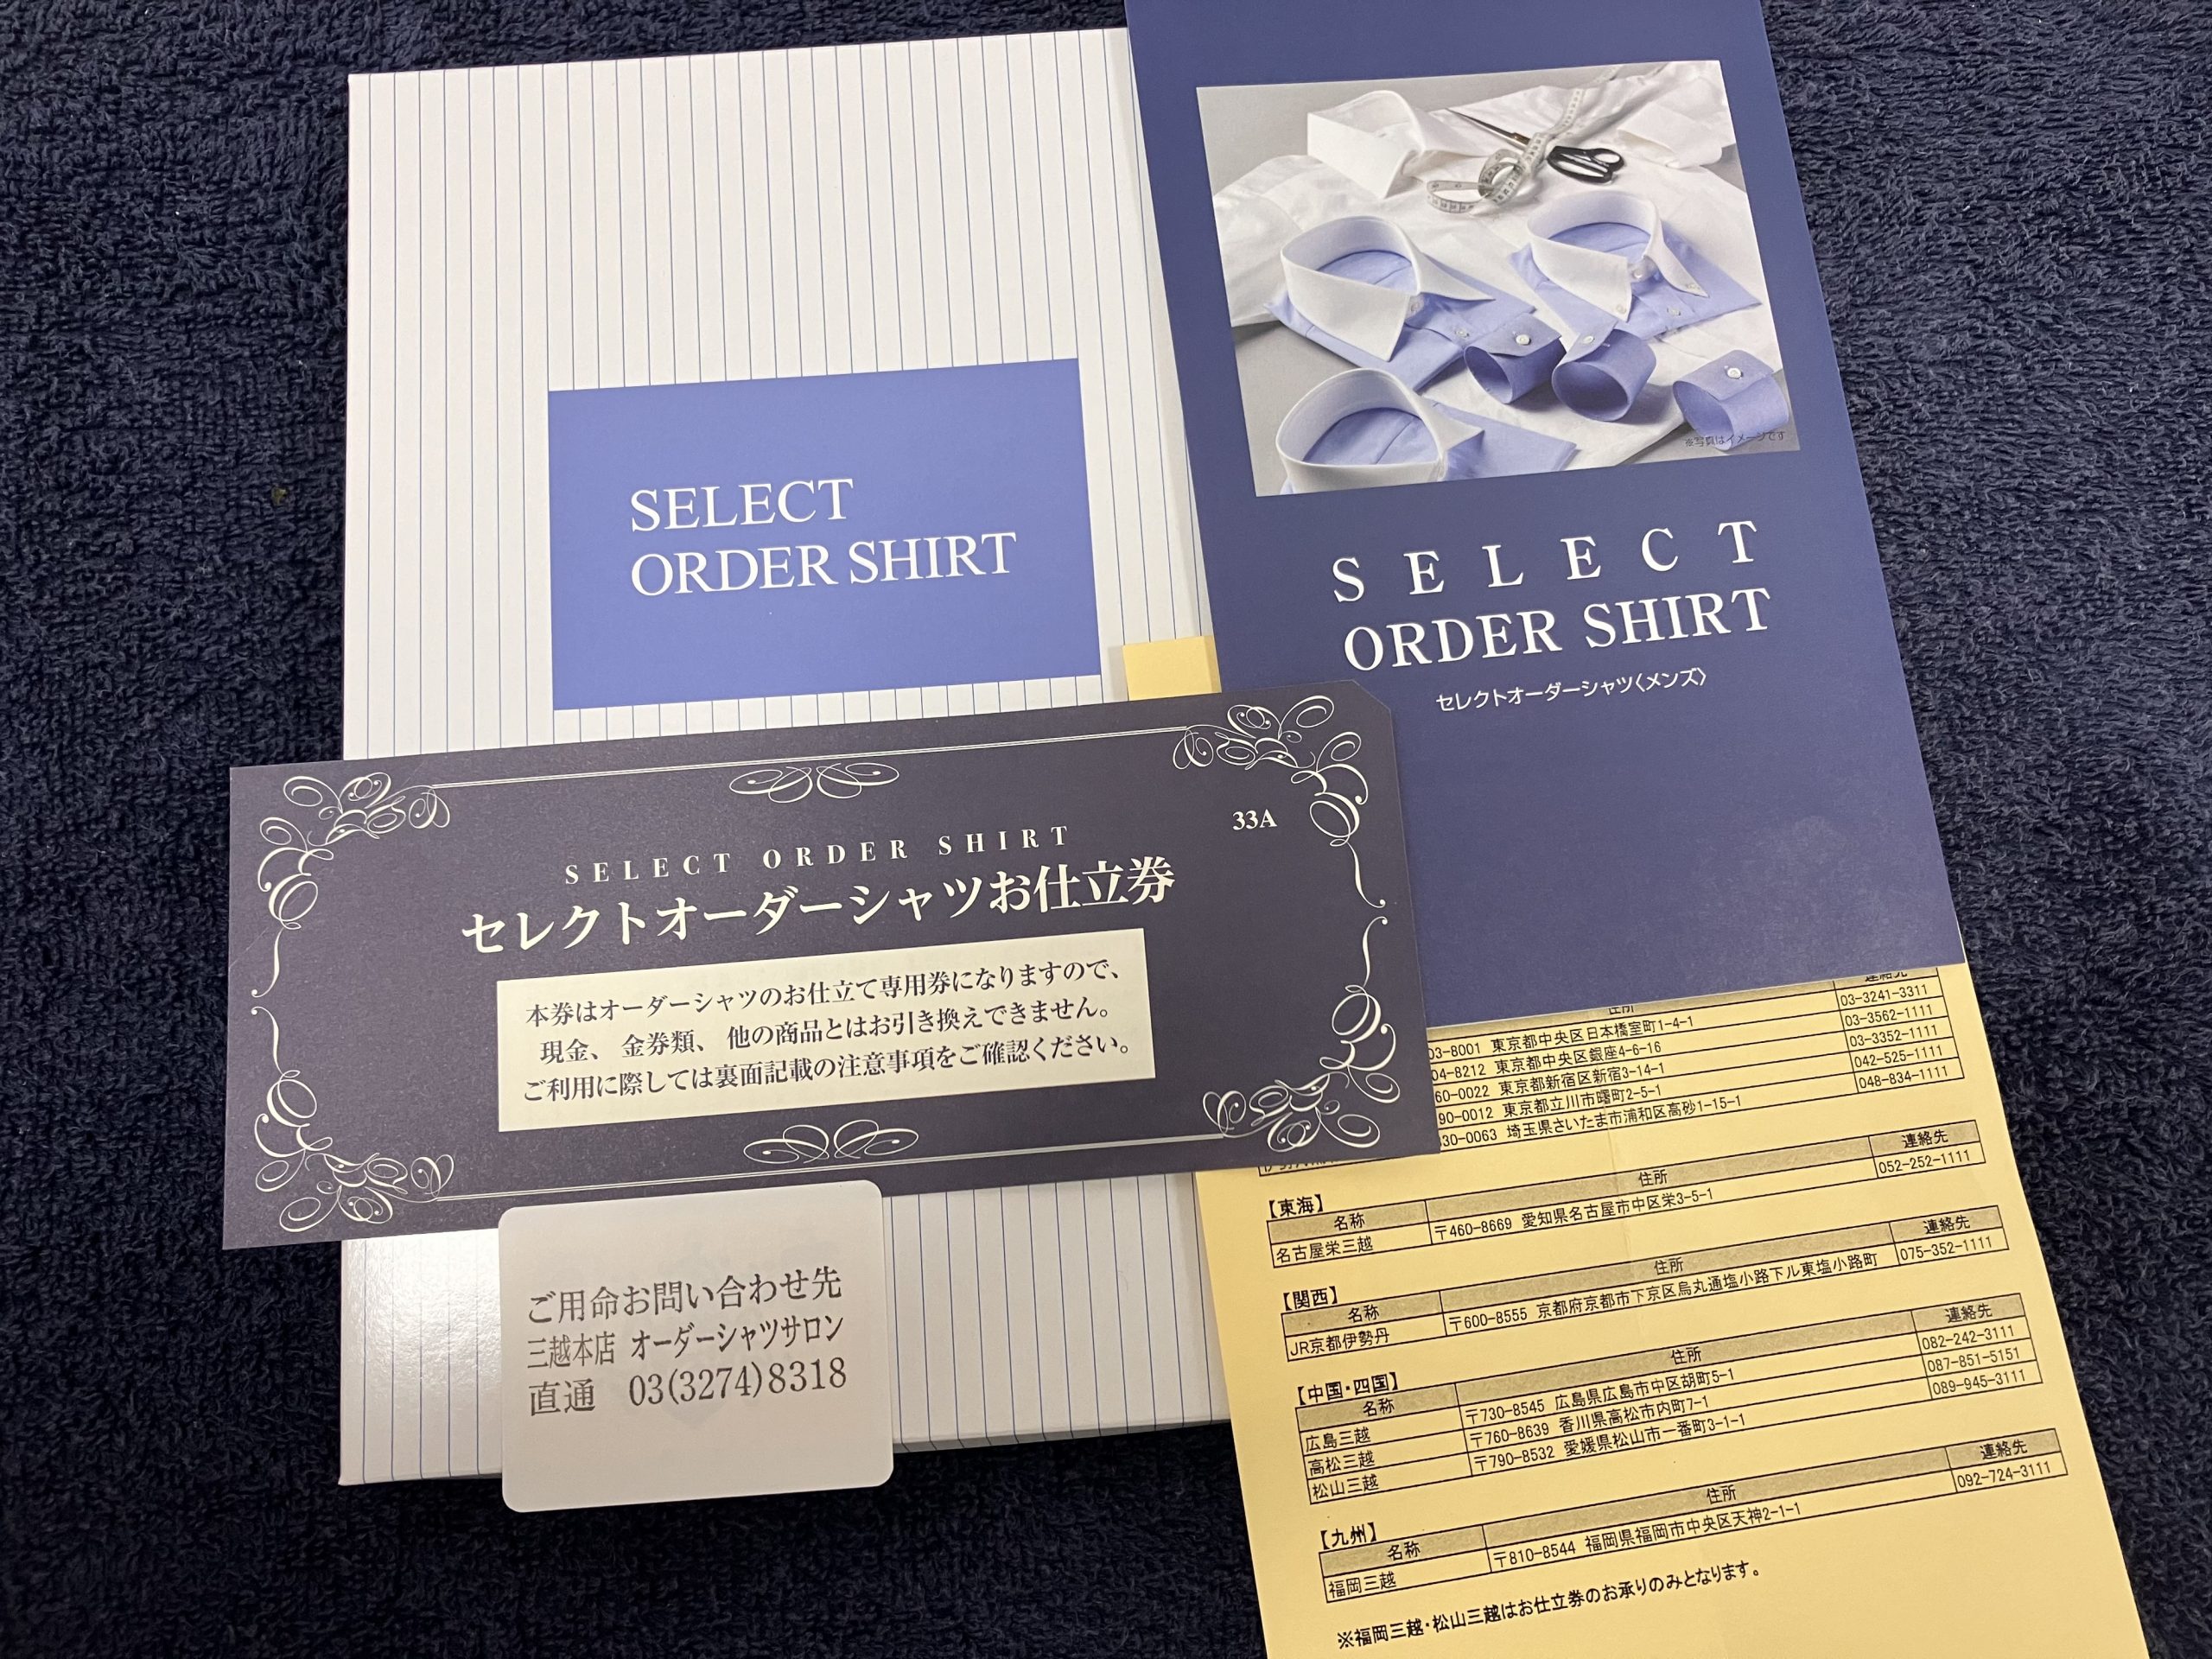 SELECT
ORDER SHIRT
※写真はイメージです
SELECT
ORDER SHIRT
セレクトオーダーシャツ〈メンズ〉
33A
SELECT ORDER SHIRT
セレクトオーダーシャツお仕立券
本券はオーダーシャツのお仕立て専用券になりますので、
現金、金券類、他の商品とはお引き換えできません。
ご利用に際しては裏面記載の注意事項をご確認ください。
ご用命お問い合わせ先
三越本店 オーダーシャツサロン
直通 03(3274)8318
住所 連絡先
03-8001 東京都中央区日本橋室町1-4-1 03-3241-3311
04-8212 東京都中央区銀座4-6-16 03-3562-1111
60-0022 東京都新宿区新宿3-14-1 03-3352-1111
90-0012 東京都立川市曙町2-5-1 042-525-1111
30-0063 埼玉県さいたま市浦和区高砂1-15-1 048-834-1111
【東海】
名称 住所 連絡先
名古屋栄三越 〒460-8669 愛知県名古屋市中区栄3-5-1 052-252-1111
【関西】
名称 住所 連絡先
JR京都伊勢丹 〒600-8555 京都府京都市下京区烏丸通塩小路下ル東塩小路町 075-352-1111
【中国・四国】
名称 住所 連絡先
広島三越 〒730-8545 広島県広島市中区胡町5-1 082-242-3111
高松三越 〒760-8639 香川県高松市内町7-1 087-851-5151
松山三越 〒790-8532 愛媛県松山市一番町3-1-1 089-945-3111
【九州】
名称 住所 連絡先
福岡三越 〒810-8544 福岡県福岡市中央区天神2-1-1 092-724-3111
※福岡三越・松山三越はお仕立券のお承りのみとなります。